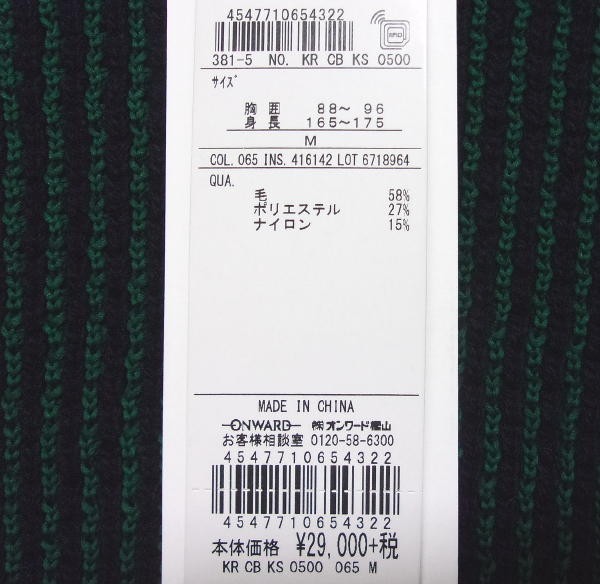 4547710654322
RFID
381-5 NO. KR CB KS 0500
サイズ
胸囲 88～ 96
身長 165～175
M
COL. 065 INS. 416142 LOT 6718964
QUA.
毛 58%
ポリエステル 27%
ナイロン 15%
MADE IN CHINA
ONWARD ㈱オンワード樫山
お客様相談室 0120-58-6300
4547710654322
4547710654322
本体価格 ¥29,000+税
KR CB KS 0500 065 M